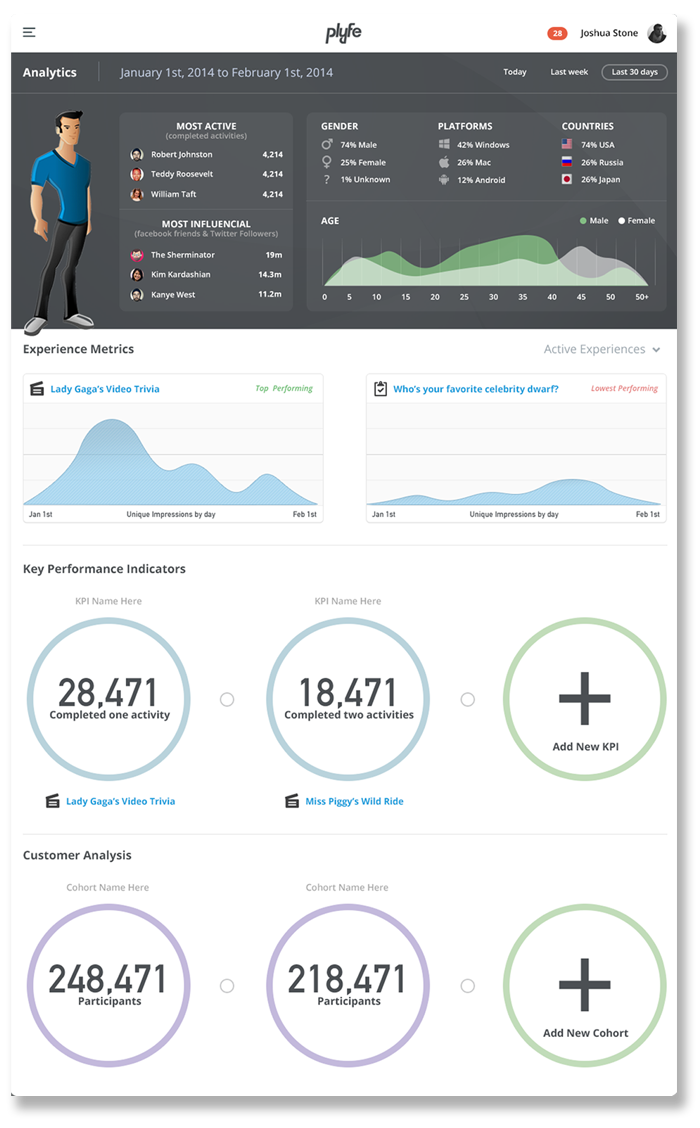 plyfe
28
Joshua Stone
Analytics
January 1st, 2014 to February 1st, 2014
Today
Last week
Last 30 days
MOST ACTIVE
(completed activities)
Robert Johnston 4,214
Teddy Roosevelt 4,214
William Taft 4,214
MOST INFLUENCIAL
(facebook friends & Twitter Followers)
The Sherminator 19m
Kim Kardashian 14.3m
Kanye West 11.2m
GENDER
74% Male
25% Female
? 1% Unknown
PLATFORMS
42% Windows
26% Mac
12% Android
COUNTRIES
74% USA
26% Russia
26% Japan
AGE
Male
Female
0 5 10 15 20 25 30 35 40 45 50 50+
Experience Metrics
Active Experiences
Lady Gaga's Video Trivia
Top Performing
Jan 1st Unique Impressions by day Feb 1st
Who's your favorite celebrity dwarf?
Lowest Performing
Jan 1st Unique Impressions by day Feb 1st
Key Performance Indicators
KPI Name Here
28,471
Completed one activity
Lady Gaga's Video Trivia
KPI Name Here
18,471
Completed two activities
Miss Piggy's Wild Ride
+
Add New KPI
Customer Analysis
Cohort Name Here
248,471
Participants
Cohort Name Here
218,471
Participants
+
Add New Cohort